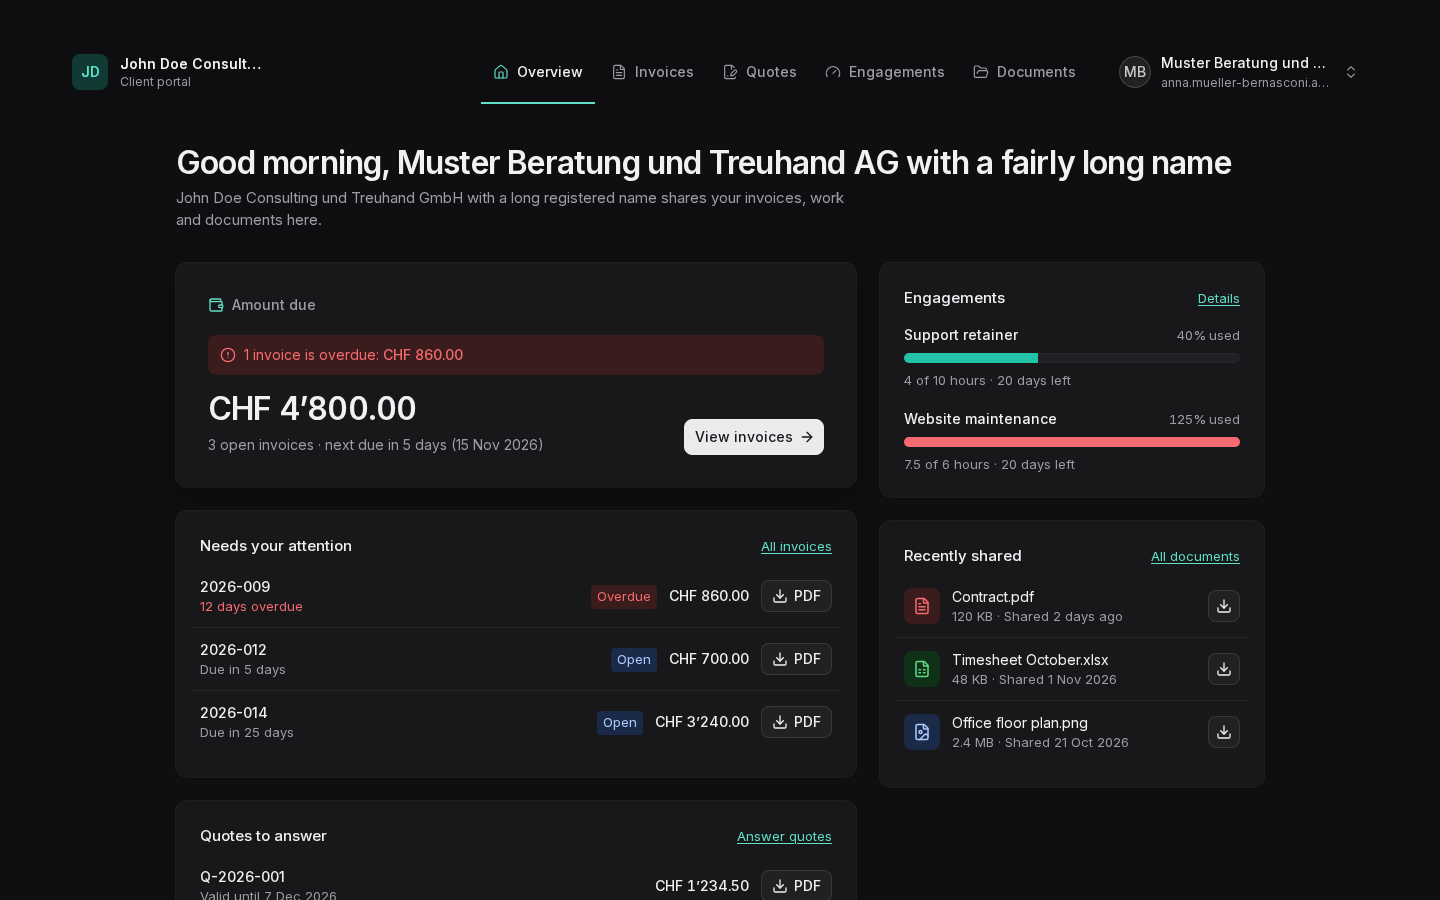 JD
John Doe Consult…
Client portal
Overview
Invoices
Quotes
Engagements
Documents
MB
Muster Beratung und …
anna.mueller-bernasconi.a…
Good morning, Muster Beratung und Treuhand AG with a fairly long name
John Doe Consulting und Treuhand GmbH with a long registered name shares your invoices, work
and documents here.
Amount due
1 invoice is overdue: CHF 860.00
CHF 4’800.00
3 open invoices · next due in 5 days (15 Nov 2026)
View invoices
Needs your attention
All invoices
2026-009
12 days overdue
Overdue
CHF 860.00
PDF
2026-012
Due in 5 days
Open
CHF 700.00
PDF
2026-014
Due in 25 days
Open
CHF 3’240.00
PDF
Quotes to answer
Answer quotes
Q-2026-001
Valid until 7 Dec 2026
CHF 1’234.50
PDF
Engagements
Details
Support retainer
40% used
4 of 10 hours · 20 days left
Website maintenance
125% used
7.5 of 6 hours · 20 days left
Recently shared
All documents
Contract.pdf
120 KB · Shared 2 days ago
Timesheet October.xlsx
48 KB · Shared 1 Nov 2026
Office floor plan.png
2.4 MB · Shared 21 Oct 2026